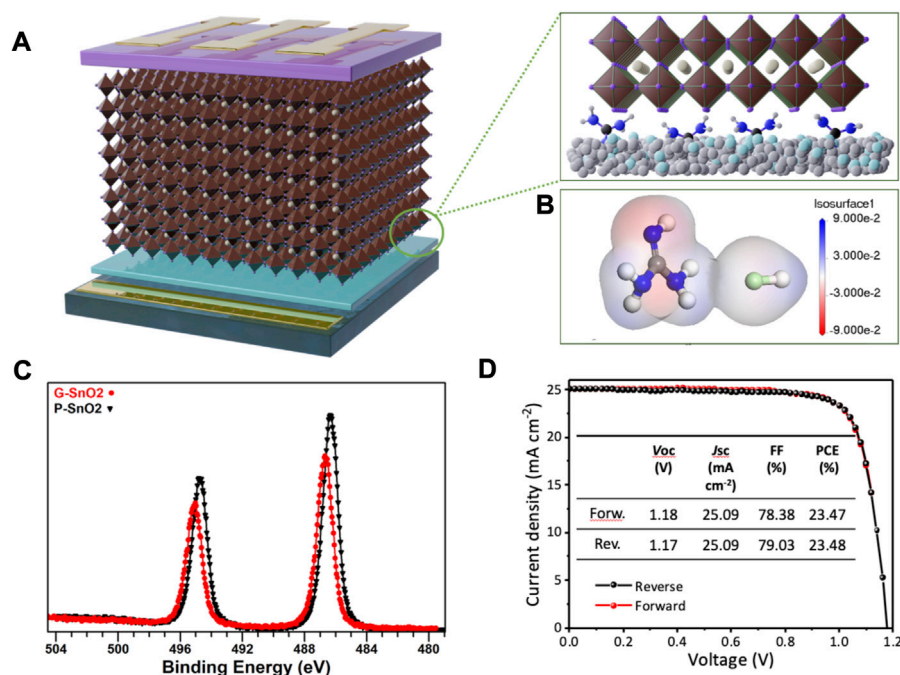 A
B
Isosurface1
9.000e-2
3.000e-2
-3.000e-2
-9.000e-2
C
G-SnO2
P-SnO2
504 500 496 492 488 484 480
Binding Energy (eV)
D
Current density (mA cm⁻²)
25
20
15
10
5
0
Voc Jsc FF PCE
(V) (mA cm⁻²) (%) (%)
Forw. 1.18 25.09 78.38 23.47
Rev. 1.17 25.09 79.03 23.48
Reverse
Forward
0.0 0.2 0.4 0.6 0.8 1.0 1.2
Voltage (V)